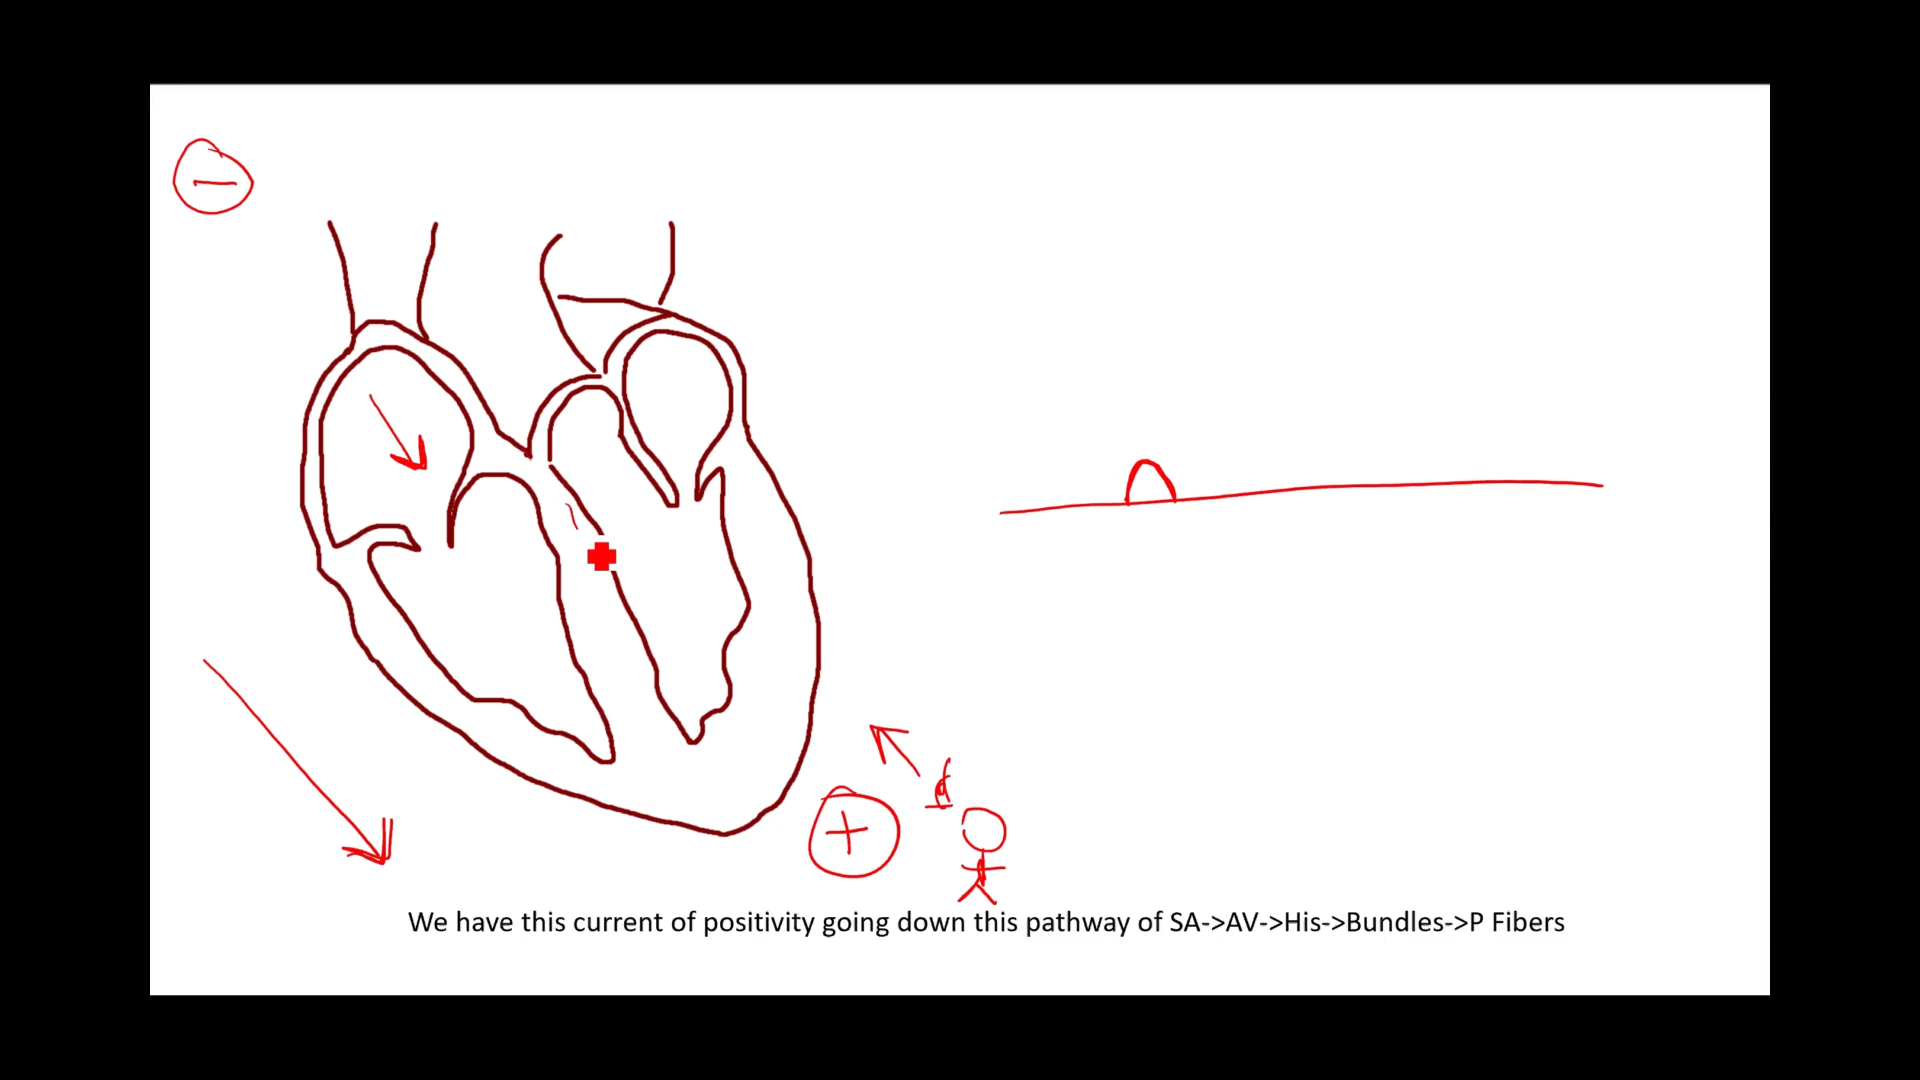 −
+
We have this current of positivity going down this pathway of SA->AV->His->Bundles->P Fibers